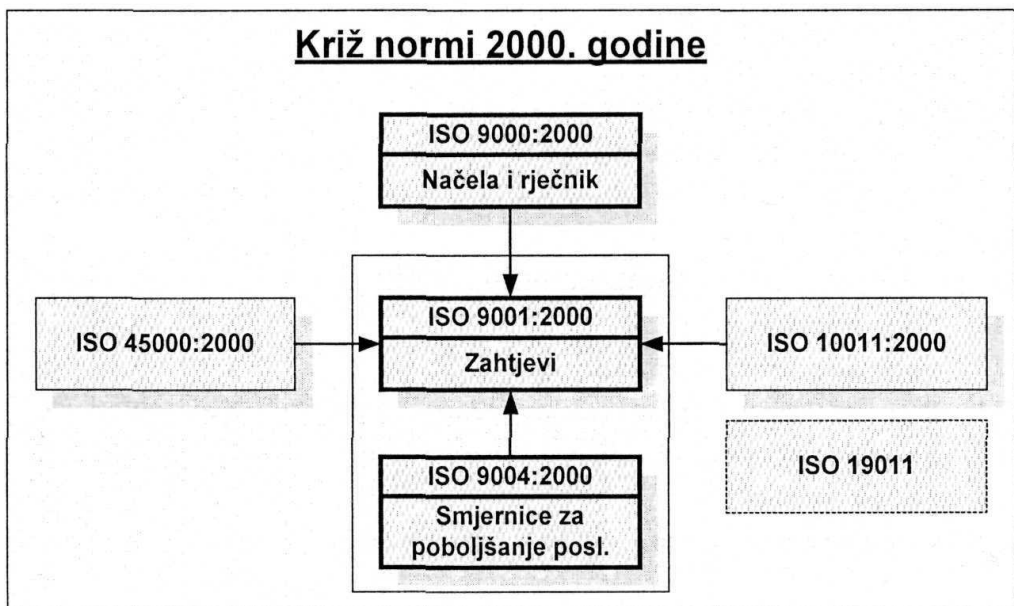 Križ normi 2000. godine
ISO 9000:2000
Načela i rječnik
ISO 45000:2000
ISO 9001:2000
Zahtjevi
ISO 10011:2000
ISO 19011
ISO 9004:2000
Smjernice za
poboljšanje posl.